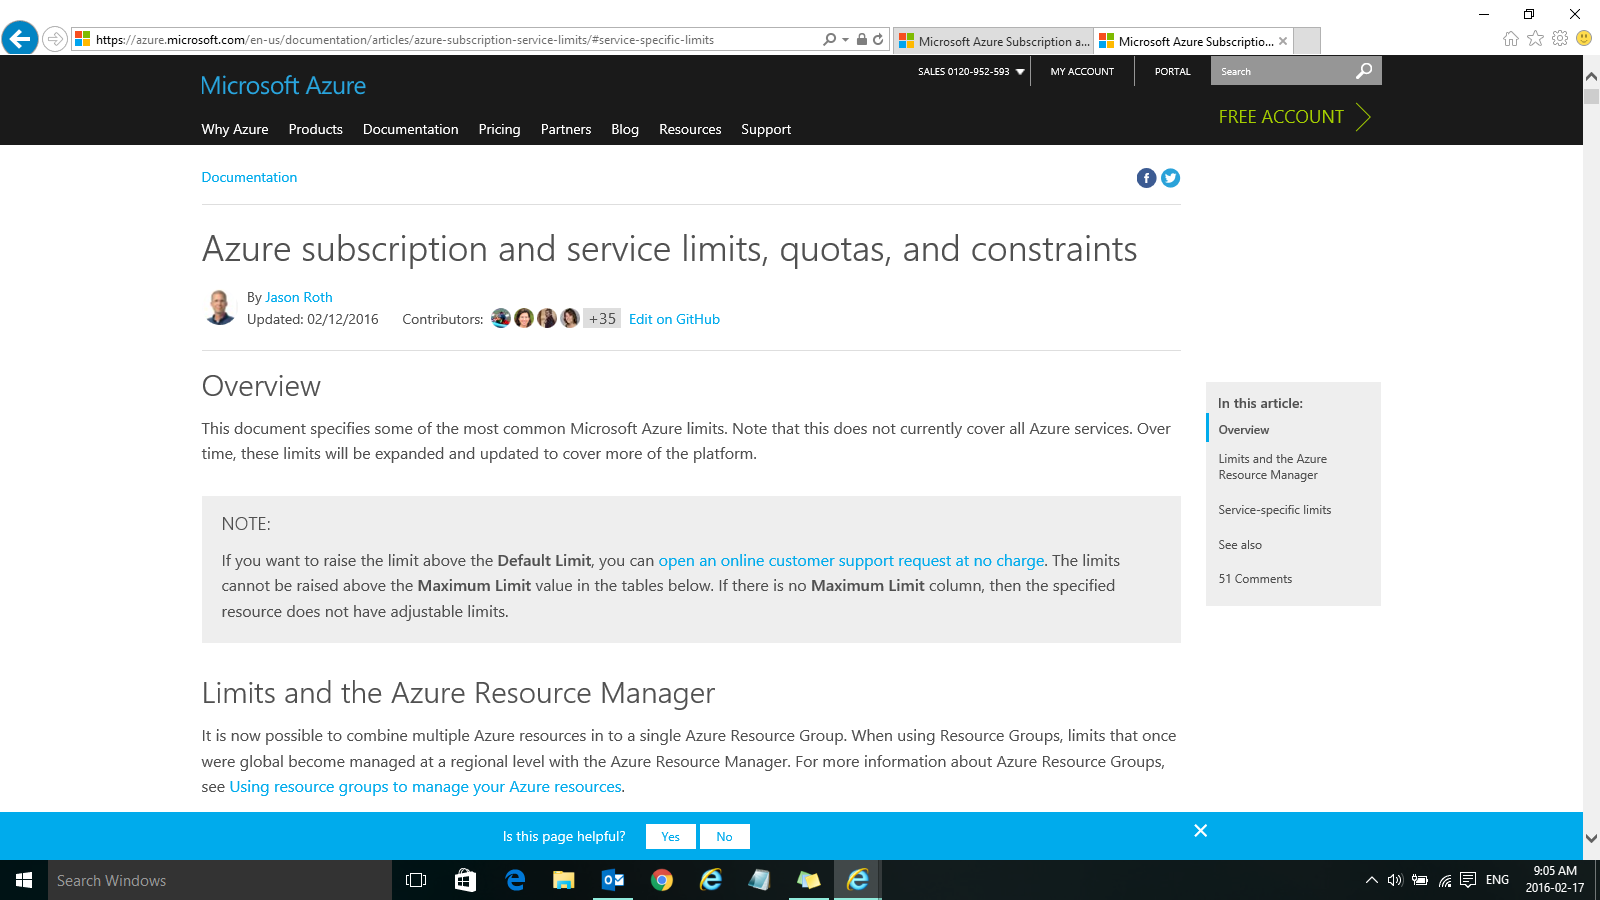 https://azure.microsoft.com/en-us/documentation/articles/azure-subscription-service-limits/#service-specific-limits
Microsoft Azure Subscription a...
Microsoft Azure Subscriptio...
Microsoft Azure
SALES 0120-952-593
MY ACCOUNT
PORTAL
Search
FREE ACCOUNT
Why Azure Products Documentation Pricing Partners Blog Resources Support
Documentation
Azure subscription and service limits, quotas, and constraints
By Jason Roth
Updated: 02/12/2016 Contributors: +35 Edit on GitHub
Overview
This document specifies some of the most common Microsoft Azure limits. Note that this does not currently cover all Azure services. Over
time, these limits will be expanded and updated to cover more of the platform.
NOTE:
If you want to raise the limit above the Default Limit, you can open an online customer support request at no charge. The limits
cannot be raised above the Maximum Limit value in the tables below. If there is no Maximum Limit column, then the specified
resource does not have adjustable limits.
Limits and the Azure Resource Manager
It is now possible to combine multiple Azure resources in to a single Azure Resource Group. When using Resource Groups, limits that once
were global become managed at a regional level with the Azure Resource Manager. For more information about Azure Resource Groups,
see Using resource groups to manage your Azure resources.
In this article:
Overview
Limits and the Azure
Resource Manager
Service-specific limits
See also
51 Comments
Is this page helpful? Yes No
Search Windows
ENG
9:05 AM
2016-02-17